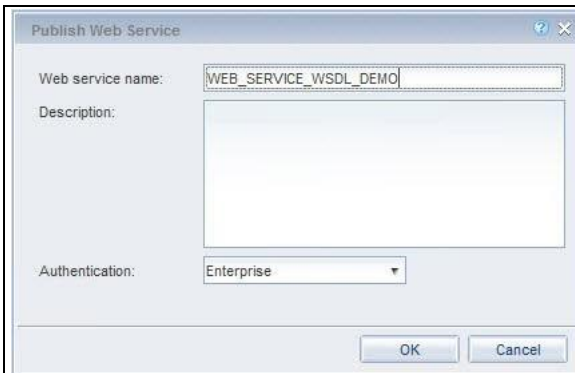 Publish Web Service
Web service name: WEB_SERVICE_WSDL_DEMO
Description:
Authentication: Enterprise
OK Cancel